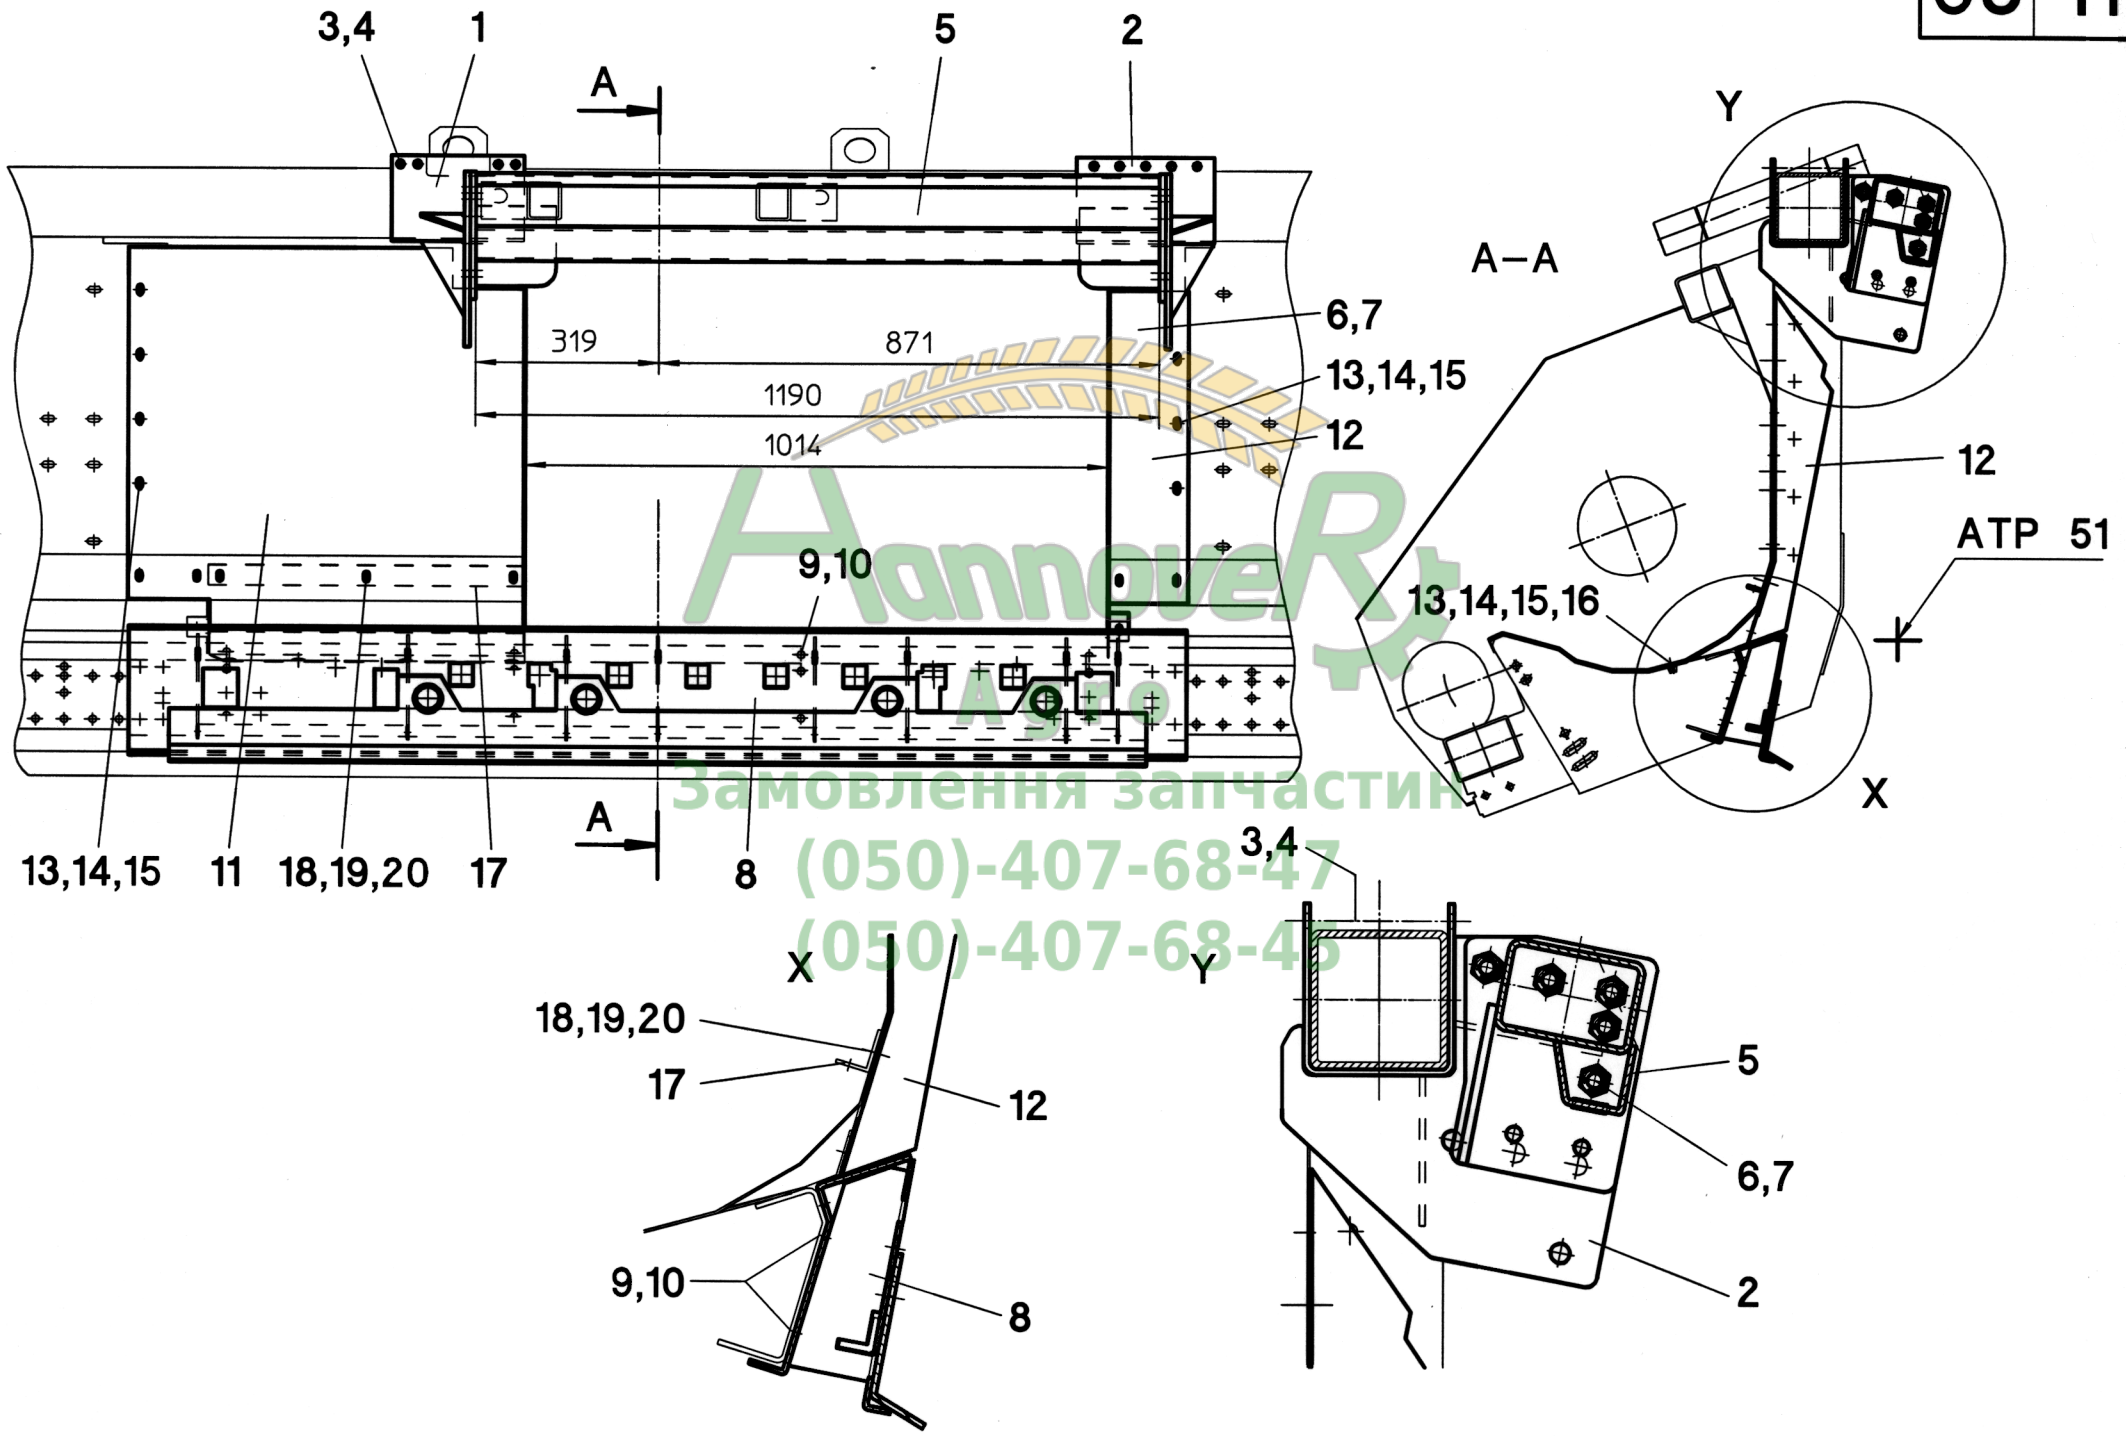 3,4 1 5 2
A
Y
A–A
6,7
319 871
13,14,15
1190
12
1014
12
HannoveR
ATP 51
9,10
13,14,15,16
Agro
Замовлення запчастин
X
A
3,4
13,14,15 11 18,19,20 17 8
(050)-407-68-47
(050)-407-68-45
X
Y
18,19,20
5
17
12
6,7
9,10
8
2